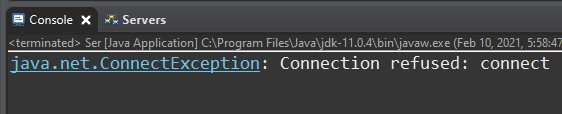 Console Servers
<terminated> Ser [Java Application] C:\Program Files\Java\jdk-11.0.4\bin\javaw.exe (Feb 10, 2021, 5:58:47
java.net.ConnectException: Connection refused: connect